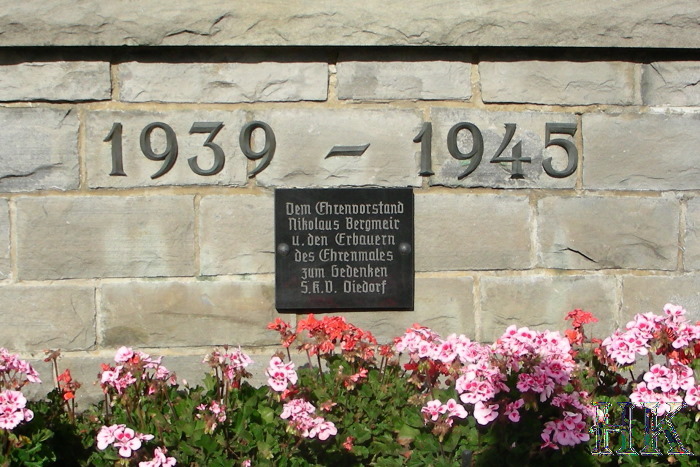 1939 - 1945
Dem Ehrenvorstand
Nikolaus Bergmeir
u. den Erbauern
des Ehrenmales
zum Gedenken
S.K.V. Diedorf
HK